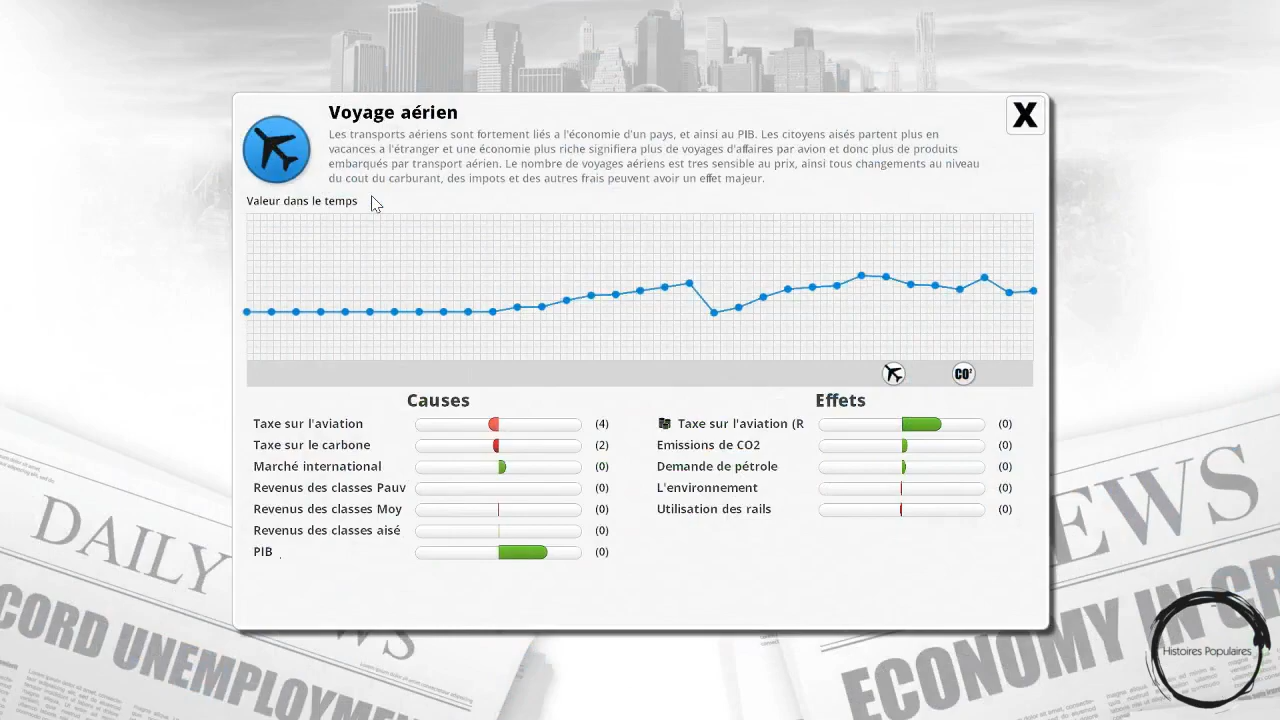 Voyage aérien
X
Les transports aériens sont fortement liés a l'économie d'un pays, et ainsi au PIB. Les citoyens aisés partent plus en
vacances a l'étranger et une économie plus riche signifiera plus de voyages d'affaires par avion et donc plus de produits
embarqués par transport aérien. Le nombre de voyages aériens est tres sensible au prix, ainsi tous changements au niveau
du cout du carburant, des impots et des autres frais peuvent avoir un effet majeur.
Valeur dans le temps
CO²
Causes
Taxe sur l'aviation (4)
Taxe sur le carbone (2)
Marché international (0)
Revenus des classes Pauv (0)
Revenus des classes Moy (0)
Revenus des classes aisé (0)
PIB (0)
Effets
Taxe sur l'aviation (R (0)
Emissions de CO2 (0)
Demande de pétrole (0)
L'environnement (0)
Utilisation des rails (0)
DAILY
EWS
CORD UNEMPLOYME
WS
ECONOMY IN CR
Histoires Populaires